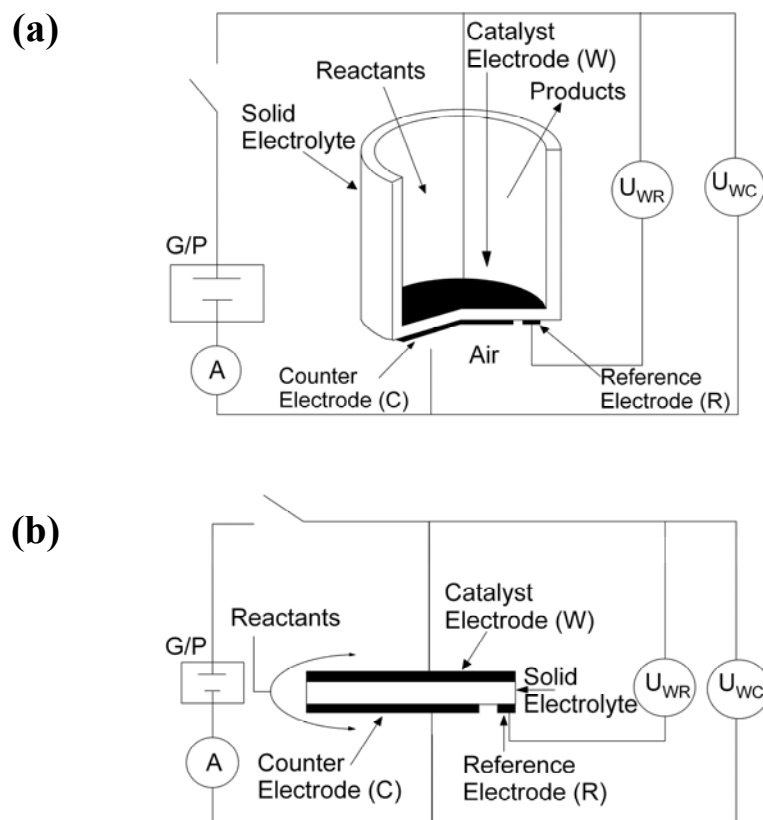 (a)
Catalyst
Electrode (W)
Reactants
Products
Solid
Electrolyte
U_WR
U_WC
G/P
A
Air
Counter
Electrode (C)
Reference
Electrode (R)
(b)
Catalyst
Electrode (W)
Reactants
G/P
Solid
Electrolyte
U_WR
U_WC
A
Counter
Electrode (C)
Reference
Electrode (R)